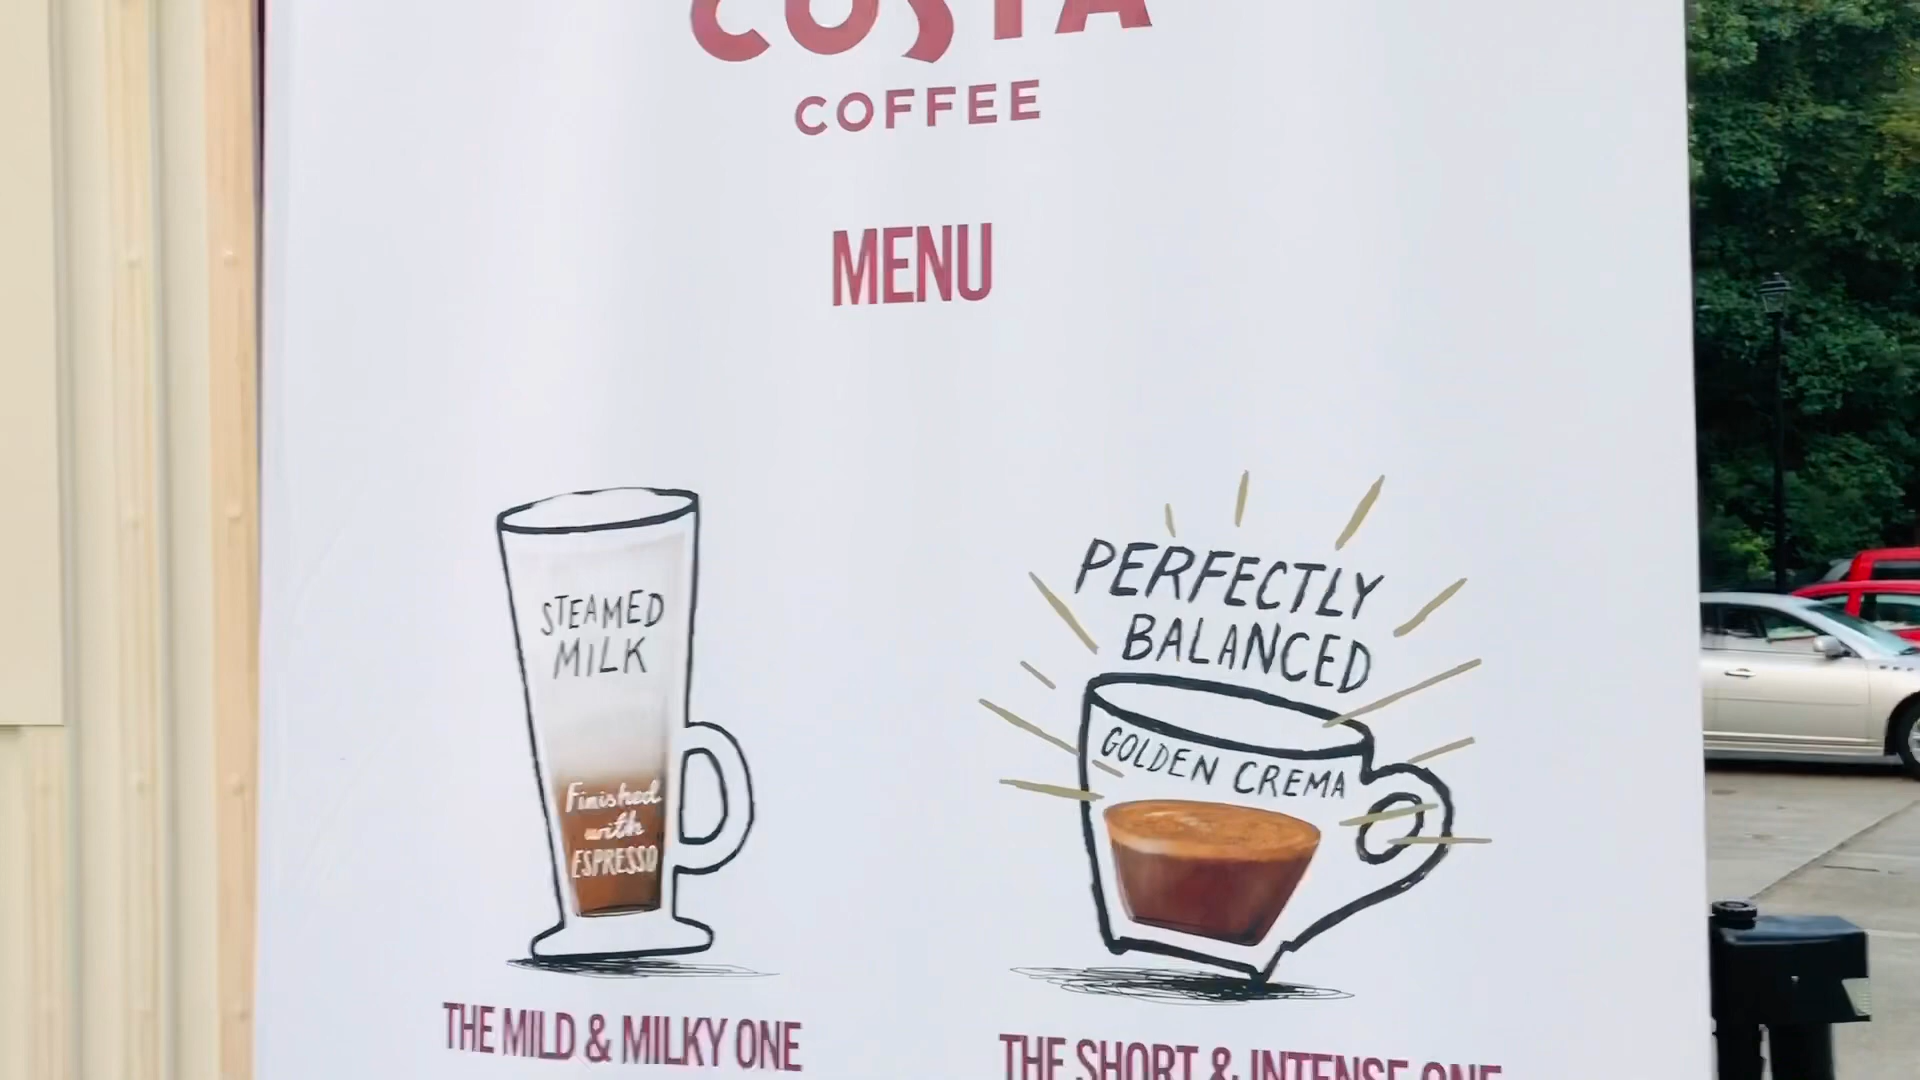 COSTA
COFFEE
MENU
STEAMED
MILK
Finished
with
ESPRESSO
THE MILD & MILKY ONE
PERFECTLY
BALANCED
GOLDEN CREMA
THE SHORT & INTENSE ONE